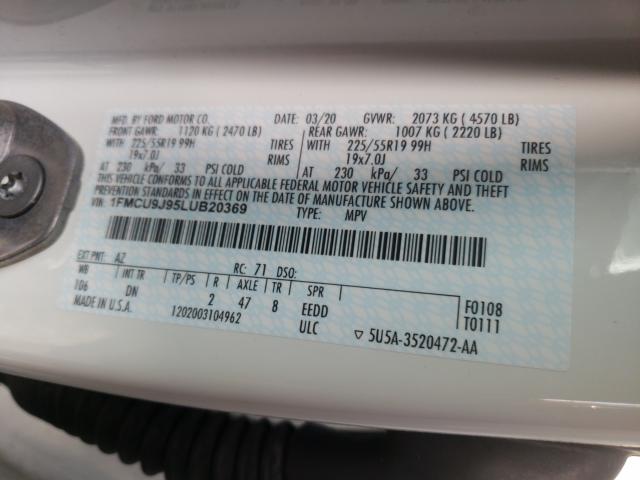 MFD. BY FORD MOTOR CO. DATE: 03/20 GVWR: 2073 KG ( 4570 LB)
FRONT GAWR: 1120 KG ( 2470 LB) REAR GAWR: 1007 KG ( 2220 LB)
WITH 225/55R19 99H TIRES WITH 225/55R19 99H TIRES
19x7.0J RIMS 19x7.0J RIMS
AT 230 kPa/ 33 PSI COLD AT 230 kPa/ 33 PSI COLD
THIS VEHICLE CONFORMS TO ALL APPLICABLE FEDERAL MOTOR VEHICLE SAFETY AND THEFT
PREVENTION STANDARDS IN EFFECT ON THE DATE OF MANUFACTURE SHOWN ABOVE.
VIN: 1FMCU9J95LUB20369 TYPE: MPV
EXT PNT: AZ RC: 71 DSO:
WB INT TR TP/PS R AXLE TR SPR
106 DN 2 47 8 EEDD F0108
MADE IN U.S.A. 1202003104962 ULC T0111
5U5A-3520472-AA